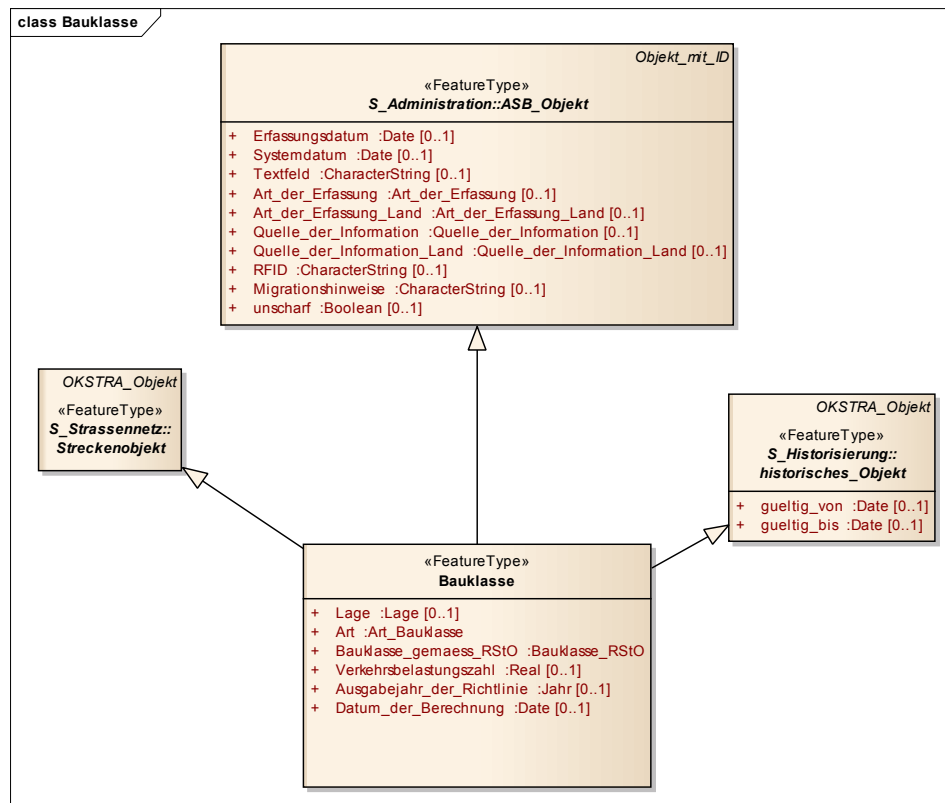 class Bauklasse
Objekt_mit_ID
«FeatureType»
S_Administration::ASB_Objekt
+ Erfassungsdatum :Date [0..1]
+ Systemdatum :Date [0..1]
+ Textfeld :CharacterString [0..1]
+ Art_der_Erfassung :Art_der_Erfassung [0..1]
+ Art_der_Erfassung_Land :Art_der_Erfassung_Land [0..1]
+ Quelle_der_Information :Quelle_der_Information [0..1]
+ Quelle_der_Information_Land :Quelle_der_Information_Land [0..1]
+ RFID :CharacterString [0..1]
+ Migrationshinweise :CharacterString [0..1]
+ unscharf :Boolean [0..1]
OKSTRA_Objekt
«FeatureType»
S_Strassennetz::
Streckenobjekt
OKSTRA_Objekt
«FeatureType»
S_Historisierung::
historisches_Objekt
+ gueltig_von :Date [0..1]
+ gueltig_bis :Date [0..1]
«FeatureType»
Bauklasse
+ Lage :Lage [0..1]
+ Art :Art_Bauklasse
+ Bauklasse_gemaess_RStO :Bauklasse_RStO
+ Verkehrsbelastungszahl :Real [0..1]
+ Ausgabejahr_der_Richtlinie :Jahr [0..1]
+ Datum_der_Berechnung :Date [0..1]